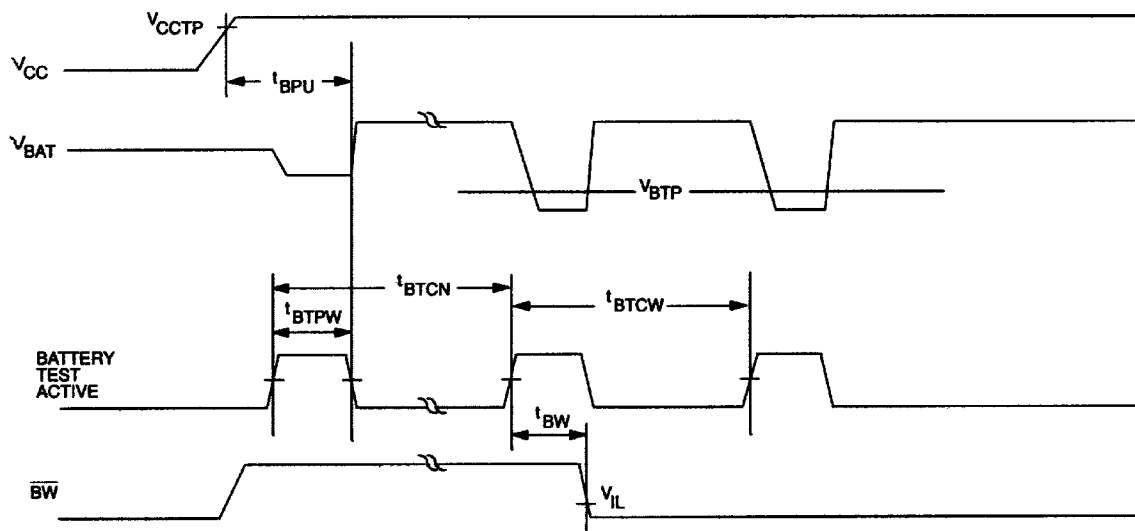 VCCTP
VCC
tBPU
VBAT
VBTP
tBTCN
tBTCW
tBTPW
BATTERY
TEST
ACTIVE
tBW
BW
VIL